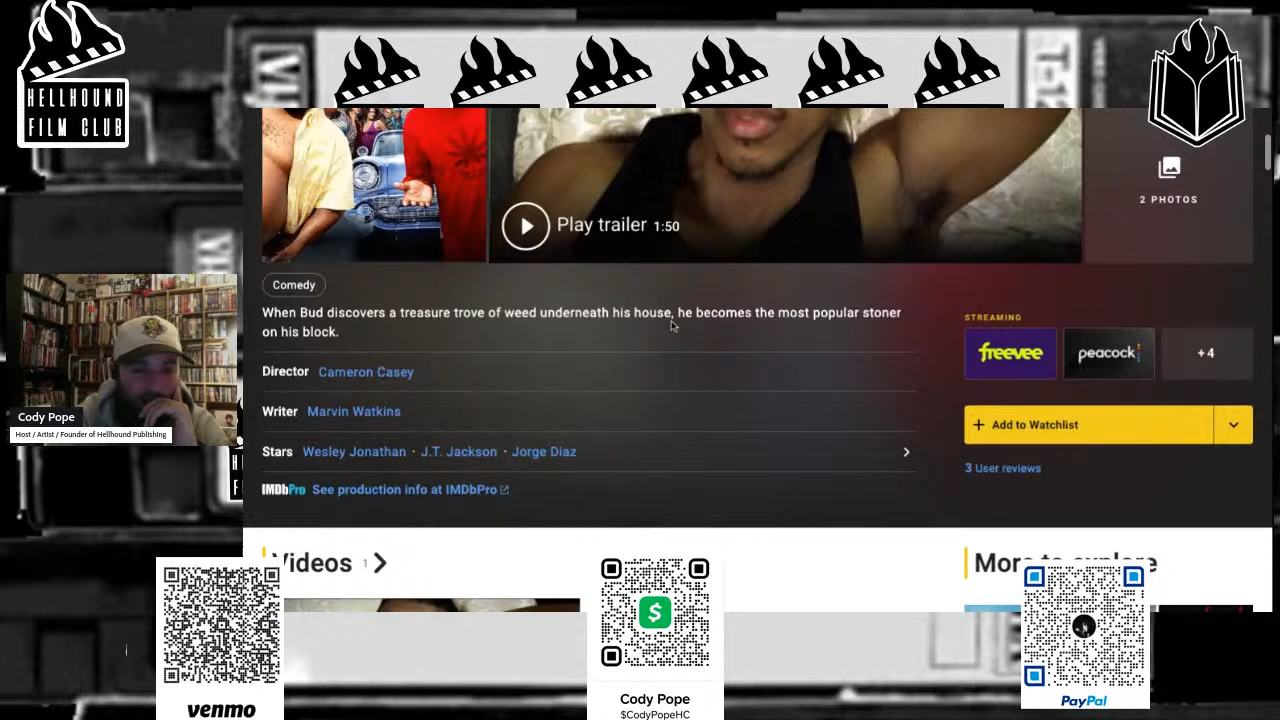 HELLHOUND
FILM CLUB
Play trailer 1:50
2 PHOTOS
Comedy
When Bud discovers a treasure trove of weed underneath his house, he becomes the most popular stoner
on his block.
Director Cameron Casey
Writer Marvin Watkins
Stars Wesley Jonathan · J.T. Jackson · Jorge Diaz
IMDbPro See production info at IMDbPro
STREAMING
freevee
peacock
+4
+ Add to Watchlist
3 User reviews
Cody Pope
Host / Artist / Founder of Hellhound Publishing
Videos 1
More to explore
venmo
$
Cody Pope
$CodyPopeHC
PayPal